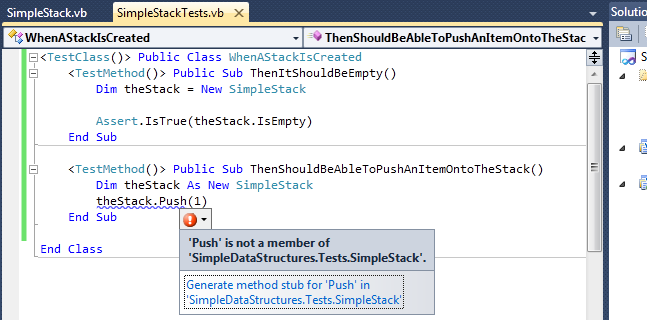 SimpleStack.vb SimpleStackTests.vb
Solutio
WhenAStackIsCreated ThenShouldBeAbleToPushAnItemOntoTheStac
<TestClass()> Public Class WhenAStackIsCreated
<TestMethod()> Public Sub ThenItShouldBeEmpty()
Dim theStack = New SimpleStack
Assert.IsTrue(theStack.IsEmpty)
End Sub
<TestMethod()> Public Sub ThenShouldBeAbleToPushAnItemOntoTheStack()
Dim theStack As New SimpleStack
theStack.Push(1)
End Sub
'Push' is not a member of
'SimpleDataStructures.Tests.SimpleStack'.
End Class
Generate method stub for 'Push' in
'SimpleDataStructures.Tests.SimpleStack'